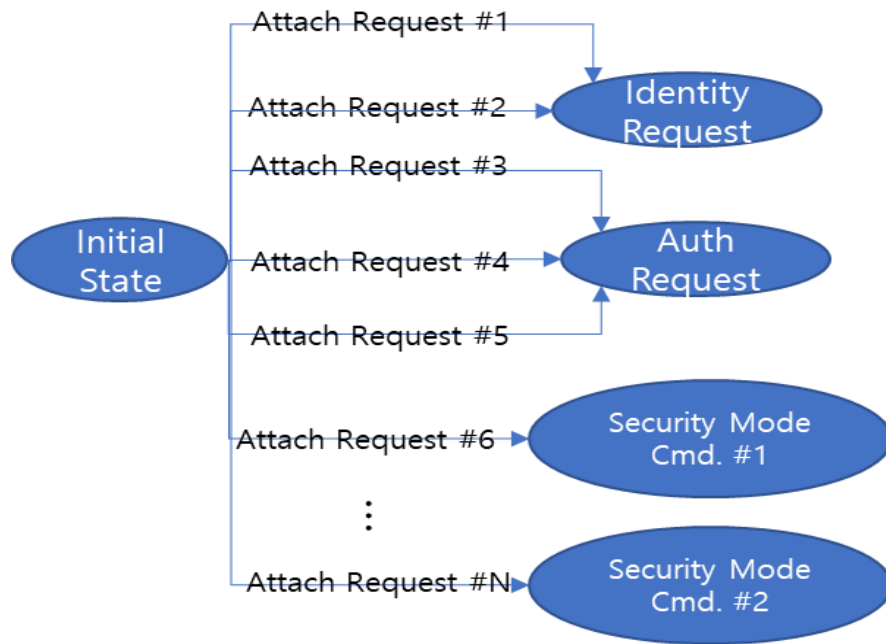 Attach Request #1
Identity
Request
Attach Request #2
Attach Request #3
Initial
State
Attach Request #4
Auth
Request
Attach Request #5
Attach Request #6
Security Mode
Cmd. #1
⋮
Attach Request #N
Security Mode
Cmd. #2